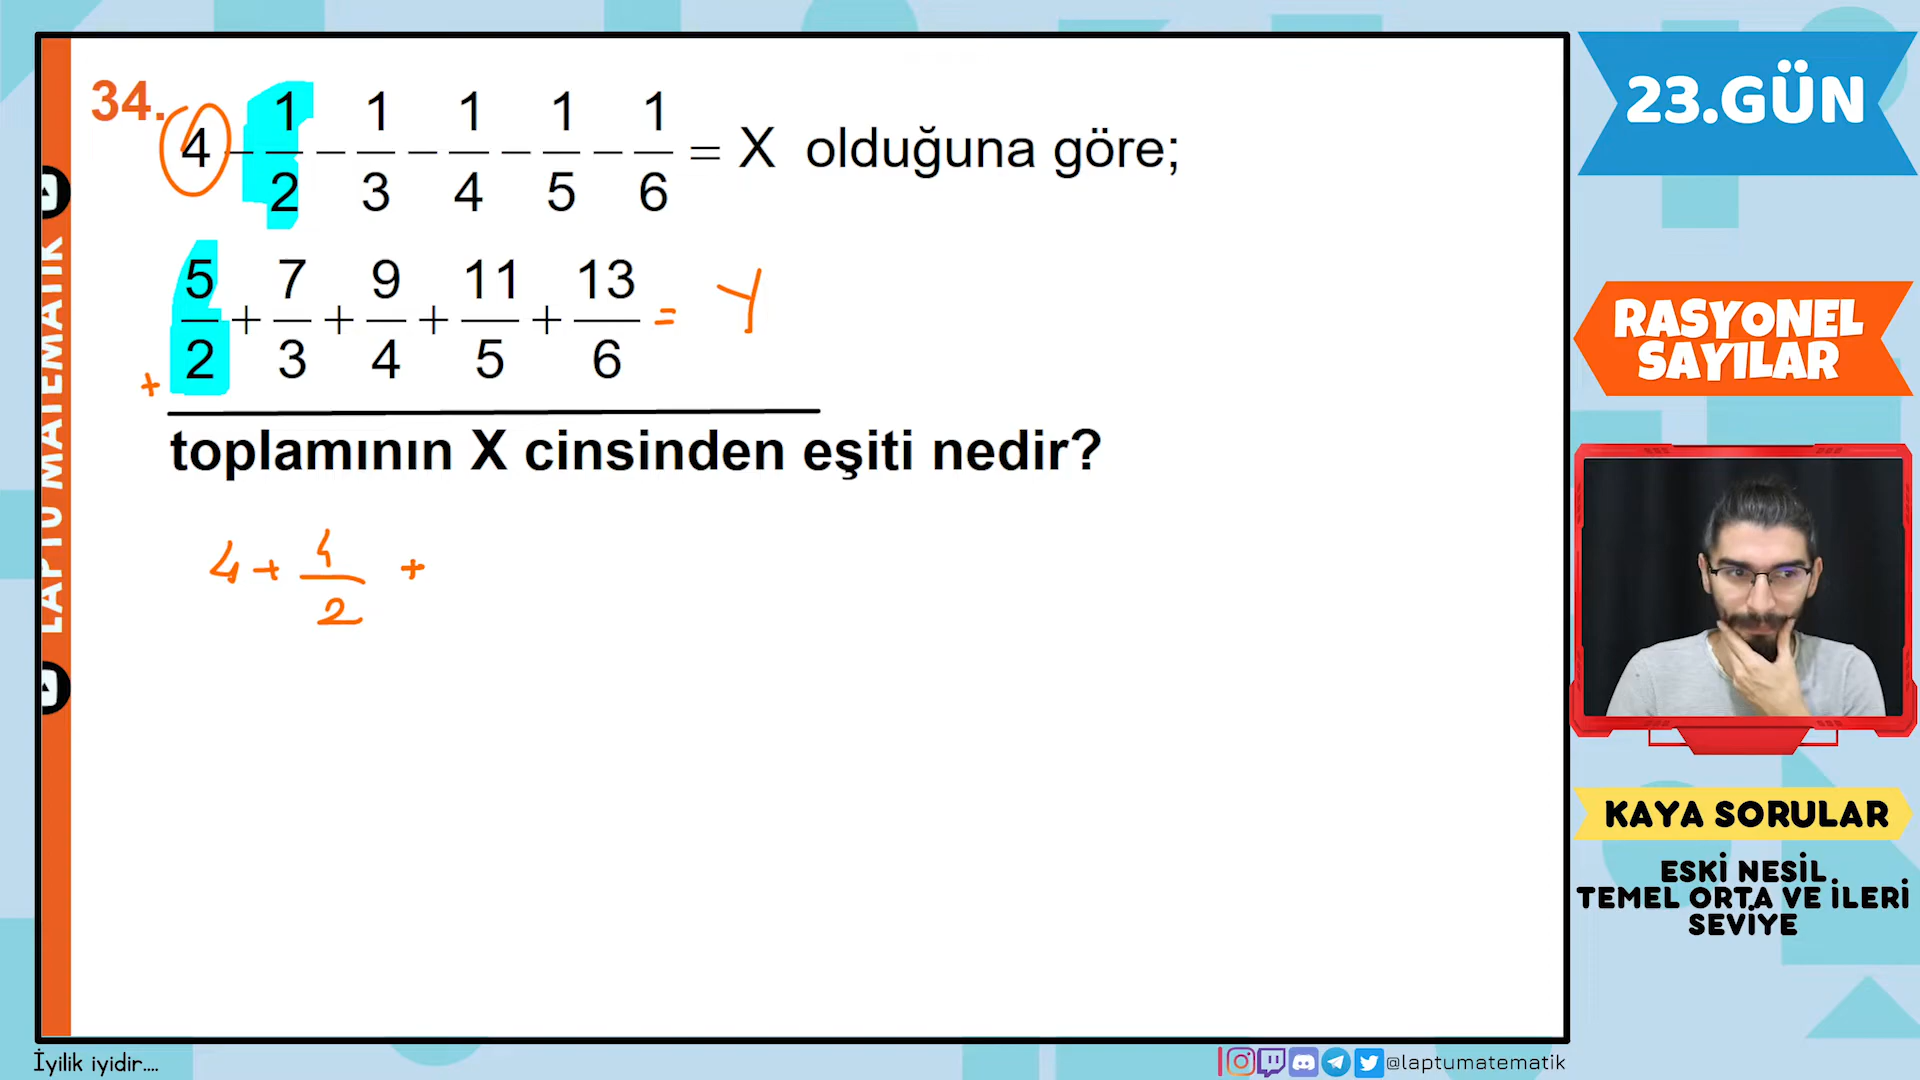 34. 4 - 1/2 - 1/3 - 1/4 - 1/5 - 1/6 = X olduğuna göre;
5/2 + 7/3 + 9/4 + 11/5 + 13/6 = Y
+
toplamının X cinsinden eşiti nedir?
4 + 4/2 +
LAPTU MATEMATİK
23.GÜN
RASYONEL
SAYILAR
KAYA SORULAR
ESKİ NESİL
TEMEL ORTA VE İLERİ
SEVİYE
İyilik iyidir....
@laptumatematik